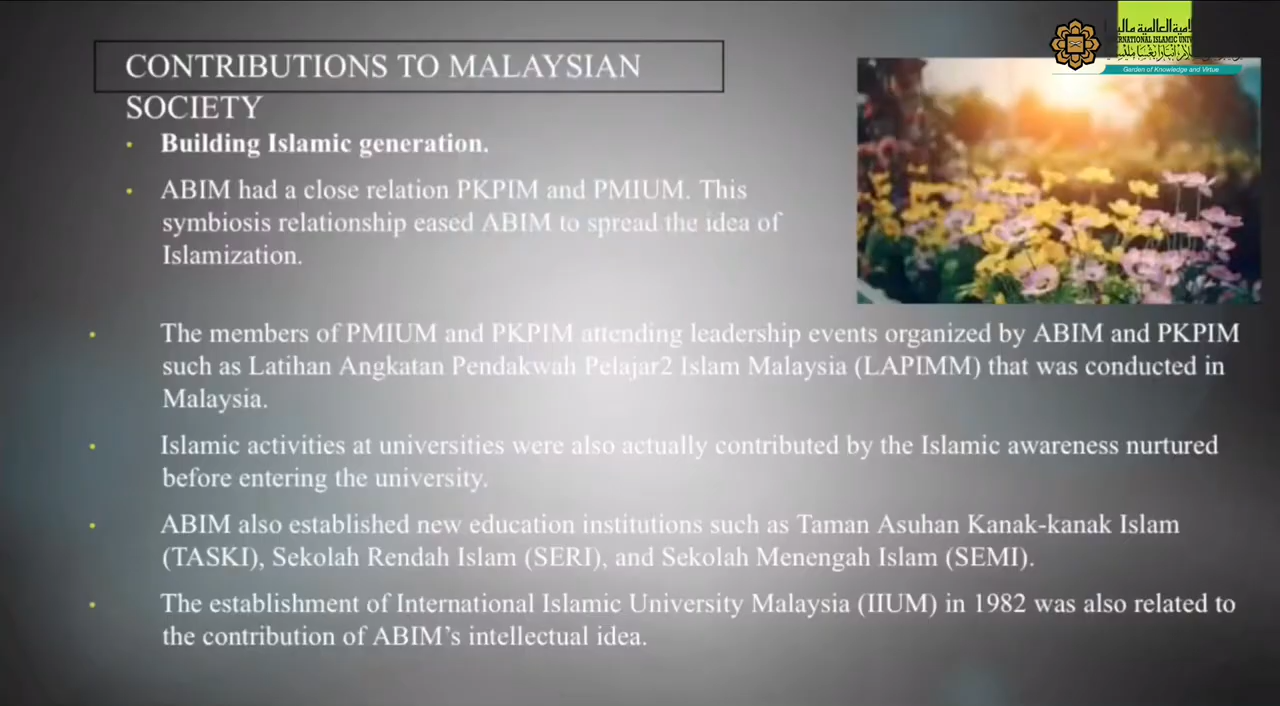 CONTRIBUTIONS TO MALAYSIAN
SOCIETY
• Building Islamic generation.
• ABIM had a close relation PKPIM and PMIUM. This
symbiosis relationship eased ABIM to spread the idea of
Islamization.
• The members of PMIUM and PKPIM attending leadership events organized by ABIM and PKPIM
such as Latihan Angkatan Pendakwah Pelajar2 Islam Malaysia (LAPIMM) that was conducted in
Malaysia.
• Islamic activities at universities were also actually contributed by the Islamic awareness nurtured
before entering the university.
• ABIM also established new education institutions such as Taman Asuhan Kanak-kanak Islam
(TASKI), Sekolah Rendah Islam (SERI), and Sekolah Menengah Islam (SEMI).
• The establishment of International Islamic University Malaysia (IIUM) in 1982 was also related to
the contribution of ABIM’s intellectual idea.
Garden of Knowledge and Virtue